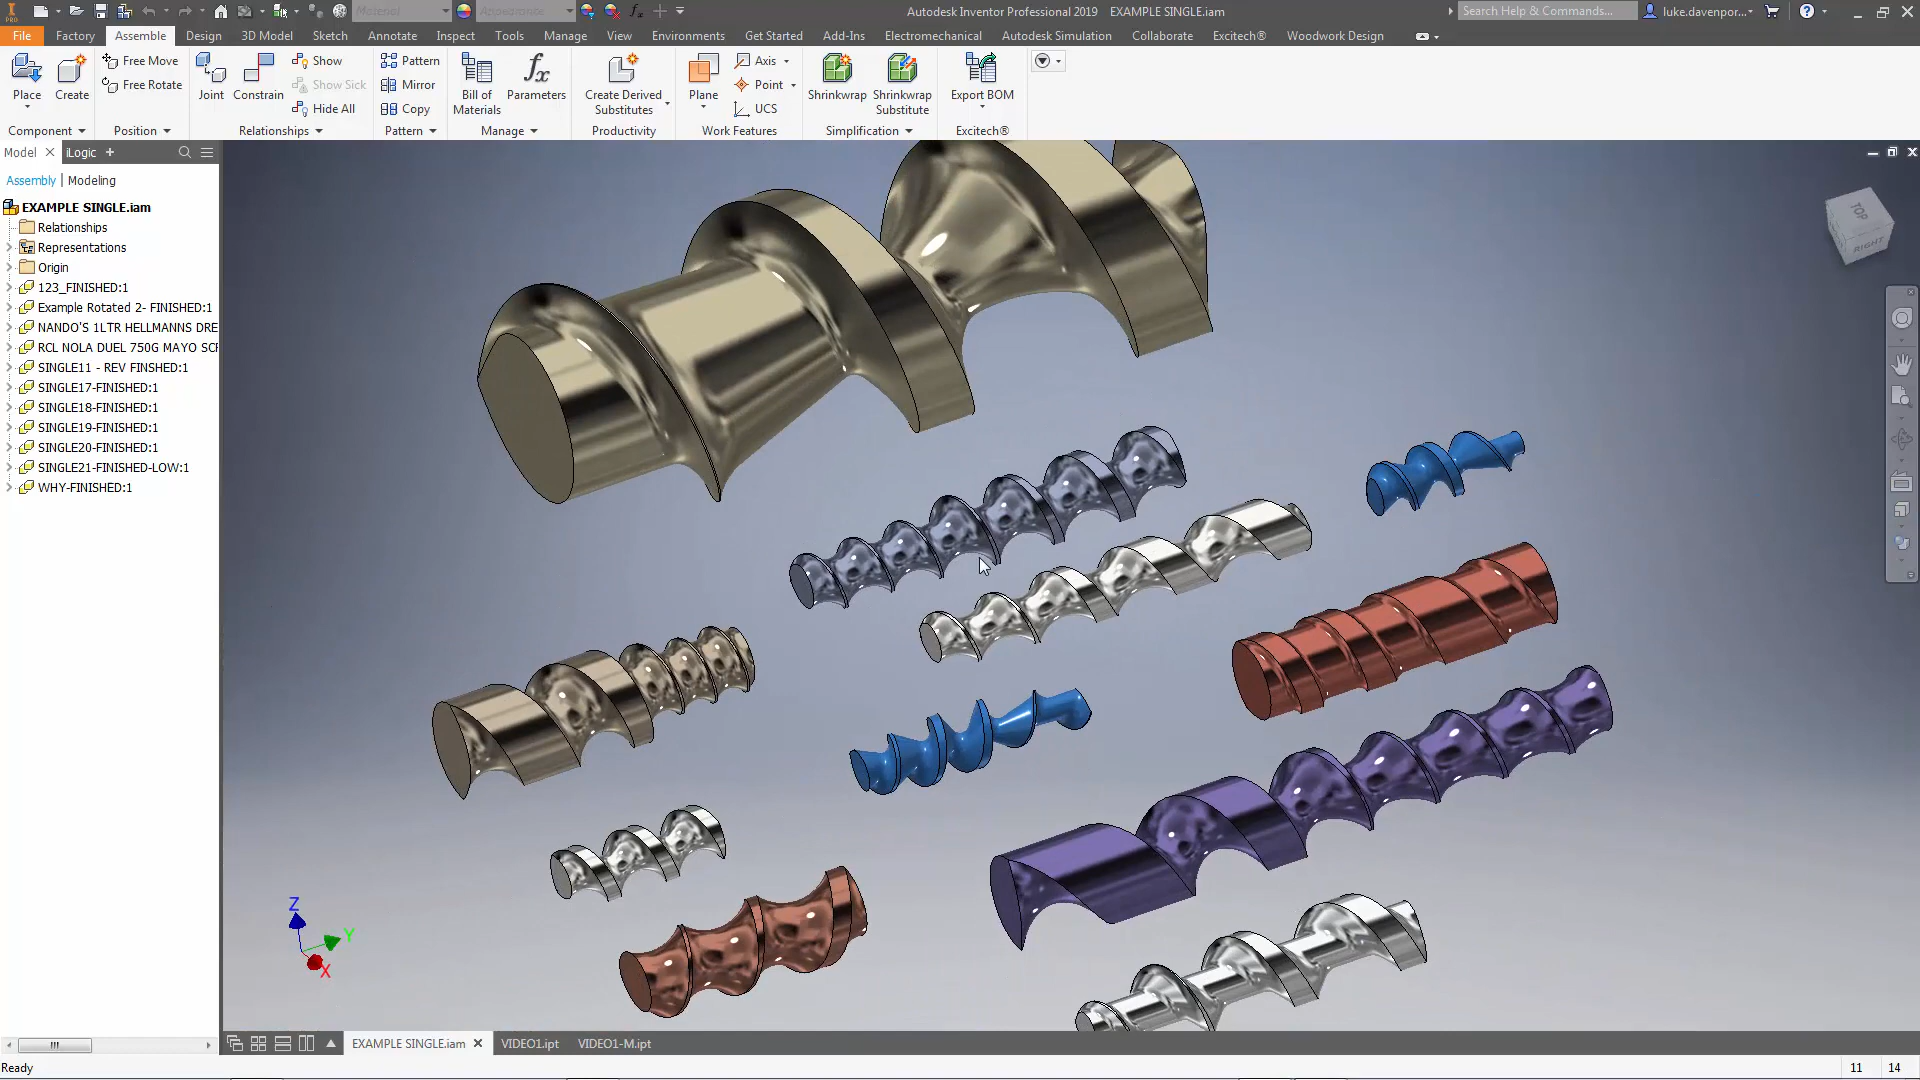 Material
Appearance
fx
Autodesk Inventor Professional 2019 EXAMPLE SINGLE.iam
Search Help & Commands...
luke.davenpor...
PRO
File Factory Assemble Design 3D Model Sketch Annotate Inspect Tools Manage View Environments Get Started Add-Ins Electromechanical Autodesk Simulation Collaborate Excitech® Woodwork Design
Place
Create
Free Move
Free Rotate
Joint
Constrain
Show
Show Sick
Hide All
Pattern
Mirror
Copy
Bill of
Materials
fx
Parameters
Create Derived
Substitutes
Plane
Axis
Point
UCS
Shrinkwrap
Shrinkwrap
Substitute
Export BOM
Component Position Relationships Pattern Manage Productivity Work Features Simplification Excitech®
Model iLogic +
Assembly | Modeling
EXAMPLE SINGLE.iam
Relationships
Representations
Origin
123_FINISHED:1
Example Rotated 2- FINISHED:1
NANDO'S 1LTR HELLMANNS DRE
RCL NOLA DUEL 750G MAYO SCR
SINGLE11 - REV FINSHED:1
SINGLE17-FINISHED:1
SINGLE18-FINISHED:1
SINGLE19-FINISHED:1
SINGLE20-FINISHED:1
SINGLE21-FINISHED-LOW:1
WHY-FINISHED:1
TOP
RIGHT
Z
Y
X
EXAMPLE SINGLE.iam VIDEO1.ipt VIDEO1-M.ipt
Ready
11 14